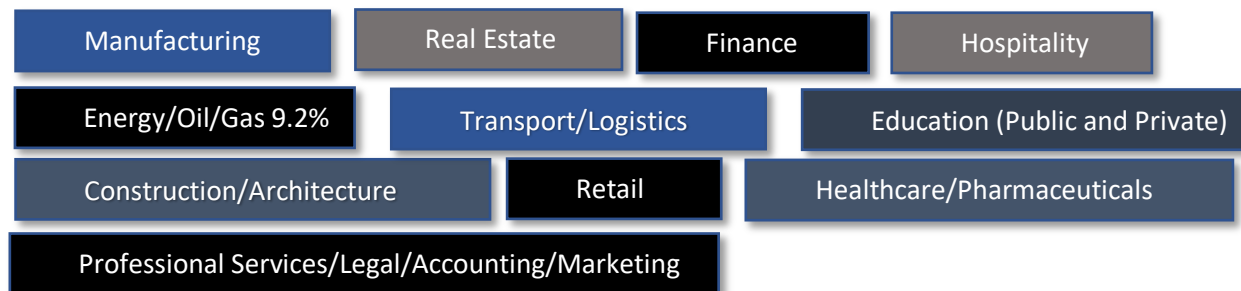 Manufacturing
Real Estate
Finance
Hospitality
Energy/Oil/Gas 9.2%
Transport/Logistics
Education (Public and Private)
Construction/Architecture
Retail
Healthcare/Pharmaceuticals
Professional Services/Legal/Accounting/Marketing